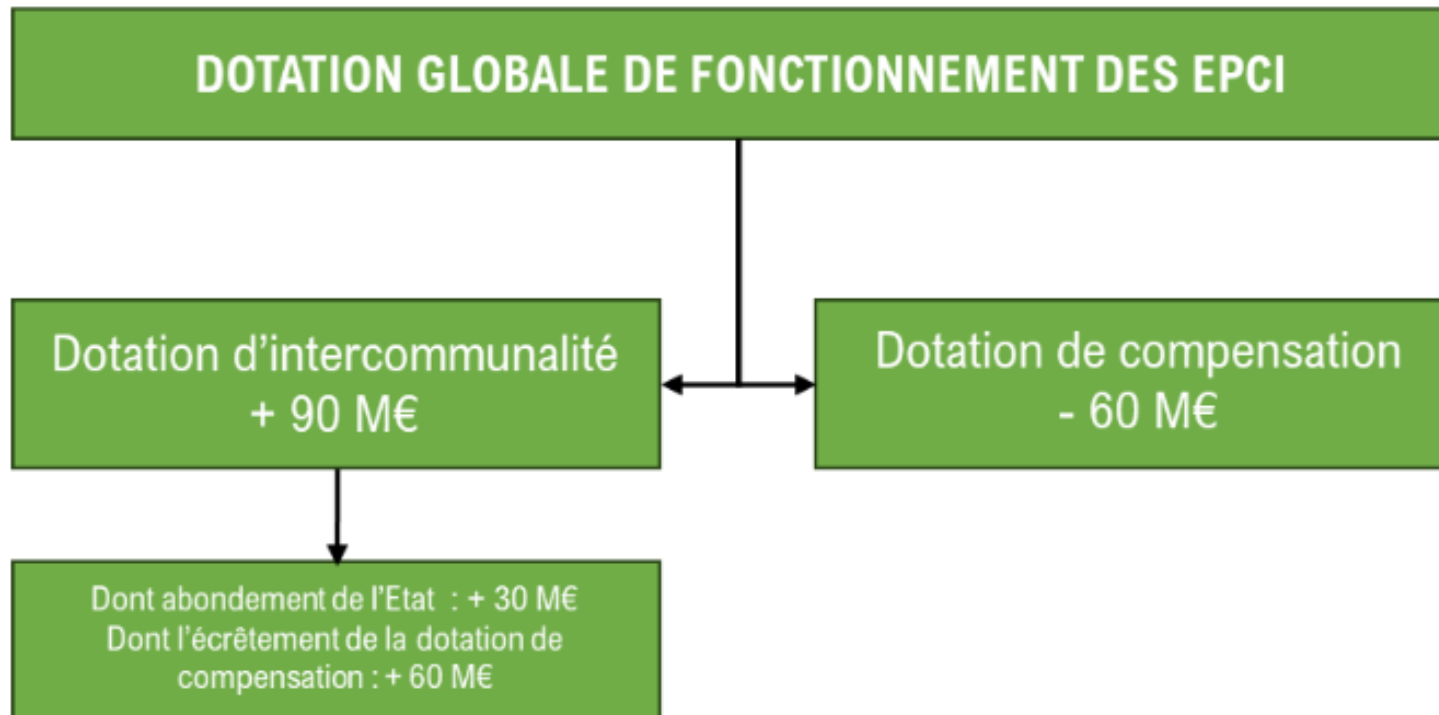 DOTATION GLOBALE DE FONCTIONNEMENT DES EPCI
Dotation d'intercommunalité
+ 90 M€
Dotation de compensation
- 60 M€
Dont abondement de l'Etat : + 30 M€
Dont l'écrêtement de la dotation de
compensation : + 60 M€